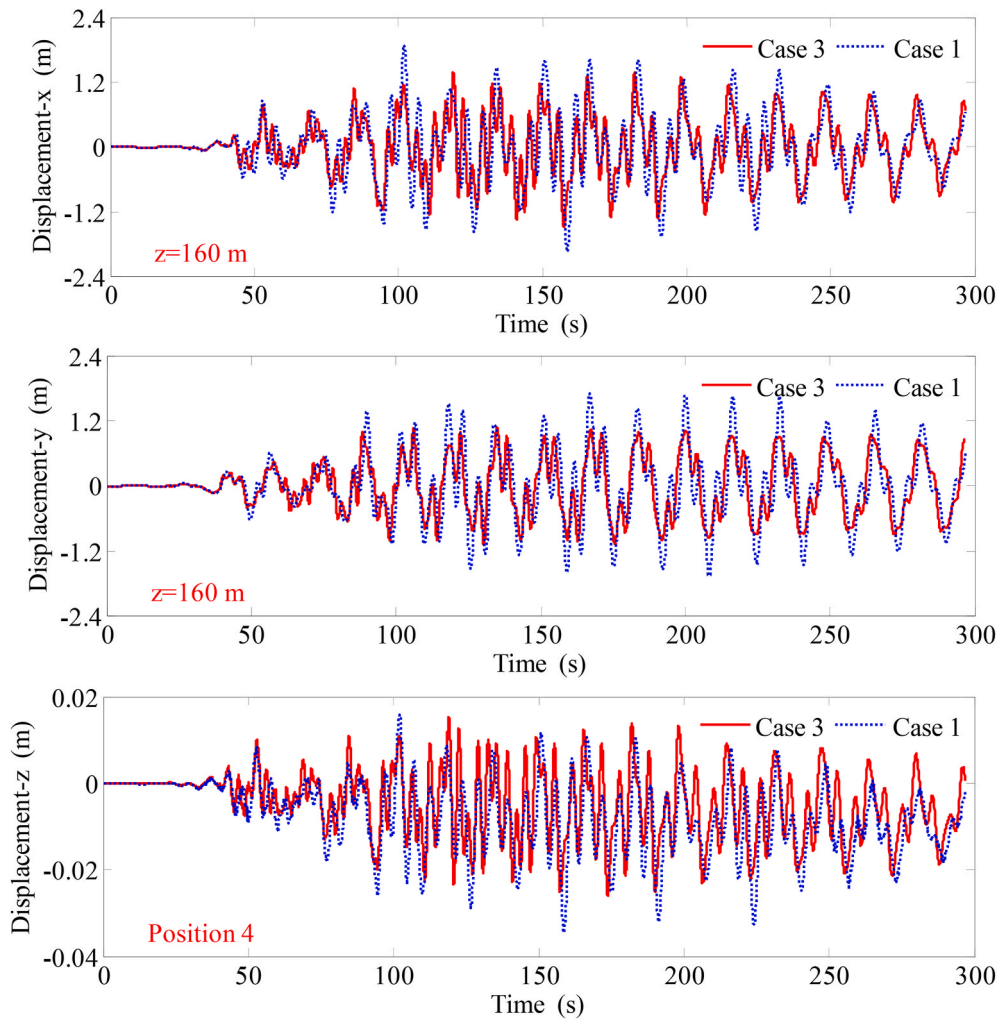 Displacement-x (m)
2.4
1.2
0
-1.2
-2.4
Case 3 Case 1
z=160 m
0 50 100 150 200 250 300
Time (s)
Displacement-y (m)
2.4
1.2
0
-1.2
-2.4
Case 3 Case 1
z=160 m
0 50 100 150 200 250 300
Time (s)
Displacement-z (m)
0.02
0
-0.02
-0.04
Case 3 Case 1
Position 4
0 50 100 150 200 250 300
Time (s)